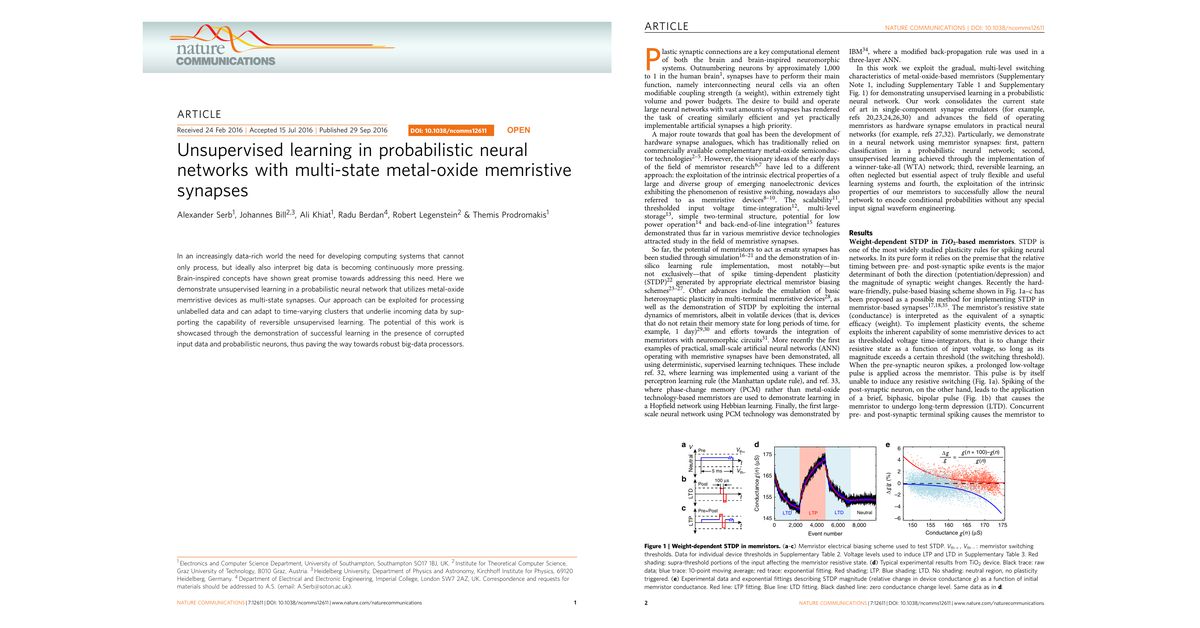 nature
COMMUNICATIONS
ARTICLE
Received 24 Feb 2016 | Accepted 15 Jul 2016 | Published 29 Sep 2016
DOI: 10.1038/ncomms12611
OPEN
Unsupervised learning in probabilistic neural
networks with multi-state metal-oxide memristive
synapses
Alexander Serb1, Johannes Bill2,3, Ali Khiat1, Radu Berdan4, Robert Legenstein2 & Themis Prodromakis1
In an increasingly data-rich world the need for developing computing systems that cannot
only process, but ideally also interpret big data is becoming continuously more pressing.
Brain-inspired concepts have shown great promise towards addressing this need. Here we
demonstrate unsupervised learning in a probabilistic neural network that utilizes metal-oxide
memristive devices as multi-state synapses. Our approach can be exploited for processing
unlabelled data and can adapt to time-varying clusters that underlie incoming data by sup-
porting the capability of reversible unsupervised learning. The potential of this work is
showcased through the demonstration of successful learning in the presence of corrupted
input data and probabilistic neurons, thus paving the way towards robust big-data processors.
1 Electronics and Computer Science Department, University of Southampton, Southampton SO17 1BJ, UK. 2 Institute for Theoretical Computer Science,
Graz University of Technology, 8010 Graz, Austria. 3 Heidelberg University, Department of Physics and Astronomy, Kirchhoff Institute for Physics, 69120
Heidelberg, Germany. 4 Department of Electrical and Electronic Engineering, Imperial College, London SW7 2AZ, UK. Correspondence and requests for
materials should be addressed to A.S. (email: A.Serb@soton.ac.uk).
NATURE COMMUNICATIONS | 7:12611 | DOI: 10.1038/ncomms12611 | www.nature.com/naturecommunications
1
ARTICLE
NATURE COMMUNICATIONS | DOI: 10.1038/ncomms12611
Plastic synaptic connections are a key computational element
of both the brain and brain-inspired neuromorphic
systems. Outnumbering neurons by approximately 1,000
to 1 in the human brain1, synapses have to perform their main
function, namely interconnecting neural cells via an often
modifiable coupling strength (a weight), within extremely tight
volume and power budgets. The desire to build and operate
large neural networks with vast amounts of synapses has rendered
the task of creating similarly efficient and yet practically
implementable artificial synapses a high priority.
A major route towards that goal has been the development of
hardware synapse analogues, which has traditionally relied on
commercially available complementary metal-oxide semiconduc-
tor technologies2–5. However, the visionary ideas of the early days
of the field of memristor research6,7 have led to a different
approach: the exploitation of the intrinsic electrical properties of a
large and diverse group of emerging nanoelectronic devices
exhibiting the phenomenon of resistive switching, nowadays also
referred to as memristive devices8–10. The scalability11,
thresholded input voltage time-integration12, multi-level
storage13, simple two-terminal structure, potential for low
power operation14 and back-end-of-line integration15 features
demonstrated thus far in various memristive device technologies
attracted study in the field of memristive synapses.
So far, the potential of memristors to act as ersatz synapses has
been studied through simulation16–21 and the demonstration of in-
silico learning rule implementation, most notably—but
not exclusively—that of spike timing-dependent plasticity
(STDP)22 generated by appropriate electrical memristor biasing
schemes23–27. Other advances include the emulation of basic
heterosynaptic plasticity in multi-terminal memristive devices28, as
well as the demonstration of STDP by exploiting the internal
dynamics of memristors, albeit in volatile devices (that is, devices
that do not retain their memory state for long periods of time, for
example, 1 day)29,30 and efforts towards the integration of
memristors with neuromorphic circuits31. More recently the first
examples of practical, small-scale artificial neural networks (ANN)
operating with memristive synapses have been demonstrated, all
using deterministic, supervised learning techniques. These include
ref. 32, where learning was implemented using a variant of the
perceptron learning rule (the Manhattan update rule), and ref. 33,
where phase-change memory (PCM) rather than metal-oxide
technology-based memristors are used to demonstrate learning in
a Hopfield network using Hebbian learning. Finally, the first large-
scale neural network using PCM technology was demonstrated by
IBM34, where a modified back-propagation rule was used in a
three-layer ANN.
In this work we exploit the gradual, multi-level switching
characteristics of metal-oxide-based memristors (Supplementary
Note 1, including Supplementary Table 1 and Supplementary
Fig. 1) for demonstrating unsupervised learning in a probabilistic
neural network. Our work consolidates the current state
of art in single-component synapse emulators (for example,
refs 20,23,24,26,30) and advances the field of operating
memristors as hardware synapse emulators in practical neural
networks (for example, refs 27,32). Particularly, we demonstrate
in a neural network using memristor synapses: first, pattern
classification in a probabilistic neural network; second,
unsupervised learning achieved through the implementation of
a winner-take-all (WTA) network; third, reversible learning, an
often neglected but essential aspect of truly flexible and useful
learning systems and fourth, the exploitation of the intrinsic
properties of our memristors to successfully allow the neural
network to encode conditional probabilities without any special
input signal waveform engineering.
Results
Weight-dependent STDP in TiO2-based memristors. STDP is
one of the most widely studied plasticity rules for spiking neural
networks. In its pure form it relies on the premise that the relative
timing between pre- and post-synaptic spike events is the major
determinant of both the direction (potentiation/depression) and
the magnitude of synaptic weight changes. Recently the hard-
ware-friendly, pulse-based biasing scheme shown in Fig. 1a–c has
been proposed as a possible method for implementing STDP in
memristor-based synapses17,18,35. The memristor's resistive state
(conductance) is interpreted as the equivalent of a synaptic
efficacy (weight). To implement plasticity events, the scheme
exploits the inherent capability of some memristive devices to act
as thresholded voltage time-integrators, that is to change their
resistive state as a function of input voltage, so long as its
magnitude exceeds a certain threshold (the switching threshold).
When the pre-synaptic neuron spikes, a prolonged low-voltage
pulse is applied across the memristor. This pulse is by itself
unable to induce any resistive switching (Fig. 1a). Spiking of the
post-synaptic neuron, on the other hand, leads to the application
of a brief, biphasic, bipolar pulse (Fig. 1b) that causes the
memristor to undergo long-term depression (LTD). Concurrent
pre- and post-synaptic terminal spiking causes the memristor to
a
V
Pre
Neutral
5 ms
b
Post
100 μs
LTD
c
Pre+Post
LTP
d
Conductance g(n) (μS)
175
165
155
145
LTD
LTP
LTD
Neutral
0
2,000
4,000
6,000
8,000
Event number
e
Δg/g (%)
6
4
2
0
−2
−4
−6
Δg/g = g(n + 100)−g(n) / g(n)
150
155
160
165
170
175
Conductance g(n) (μS)
Figure 1 | Weight-dependent STDP in memristors. (a-c) Memristor electrical biasing scheme used to test STDP. Vth+, Vth−: memristor switching
thresholds. Data for individual device thresholds in Supplementary Table 2. Voltage levels used to induce LTP and LTD in Supplementary Table 3. Red
shading: supra-threshold portions of the input affecting the memristor resistive state. (d) Typical experimental results from TiO2 device. Black trace: raw
data; blue trace: 10-point moving average; red trace: exponential fitting. Red shading: LTP. Blue shading: LTD. No shading: neutral region, no plasticity
triggered. (e) Experimental data and exponential fittings describing STDP magnitude (relative change in device conductance g) as a function of initial
memristor conductance. Red line: LTP fitting. Blue line: LTD fitting. Black dashed line: zero conductance change level. Same data as in d.
2
NATURE COMMUNICATIONS | 7:12611 | DOI: 10.1038/ncomms12611 | www.nature.com/naturecommunications